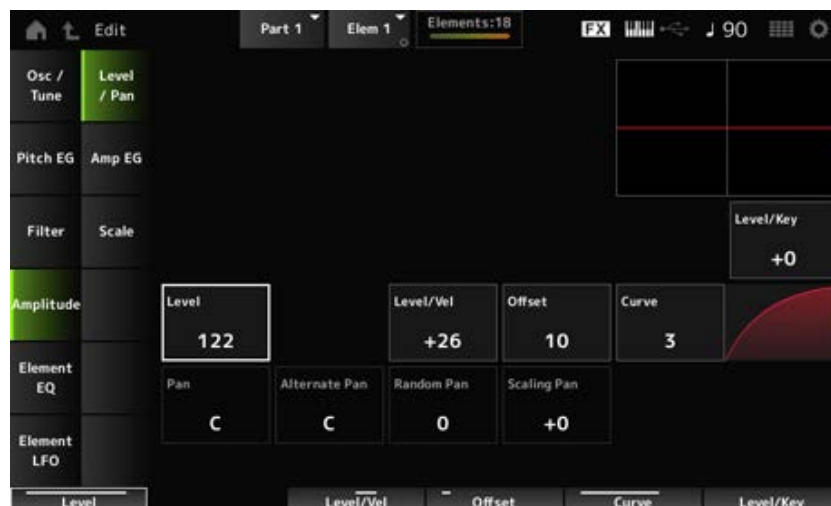 Edit
Part 1
Elem 1
Elements:18
FX
♩ 90
Osc /
Tune
Level
/ Pan
Pitch EG
Amp EG
Filter
Scale
Level/Key
+0
Amplitude
Level
122
Level/Vel
+26
Offset
10
Curve
3
Element
EQ
Pan
C
Alternate Pan
C
Random Pan
0
Scaling Pan
+0
Element
LFO
Level
Level/Vel
Offset
Curve
Level/Key